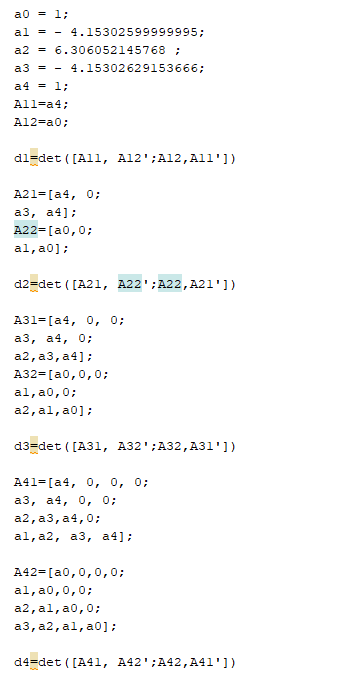 a0 = 1;
a1 = - 4.15302599999995;
a2 = 6.306052145768 ;
a3 = - 4.15302629153666;
a4 = 1;
A11=a4;
A12=a0;
d1=det([A11, A12';A12,A11'])
A21=[a4, 0;
a3, a4];
A22=[a0,0;
a1,a0];
d2=det([A21, A22';A22,A21'])
A31=[a4, 0, 0;
a3, a4, 0;
a2,a3,a4];
A32=[a0,0,0;
a1,a0,0;
a2,a1,a0];
d3=det([A31, A32';A32,A31'])
A41=[a4, 0, 0, 0;
a3, a4, 0, 0;
a2,a3,a4,0;
a1,a2, a3, a4];
A42=[a0,0,0,0;
a1,a0,0,0;
a2,a1,a0,0;
a3,a2,a1,a0];
d4=det([A41, A42';A42,A41'])